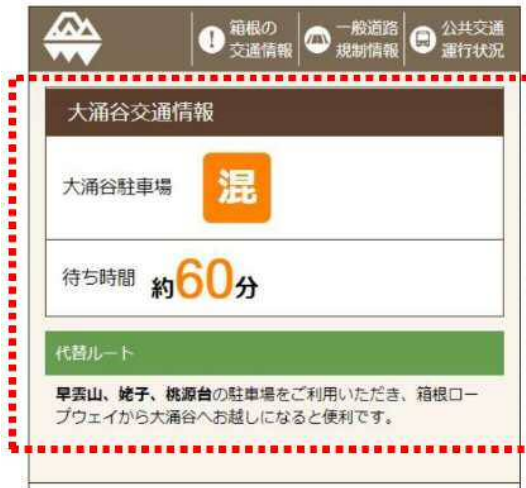 箱根の
交通情報
一般道路
規制情報
公共交通
運行状況
大涌谷交通情報
大涌谷駐車場
混
待ち時間 約60分
代替ルート
早雲山、姥子、桃源台の駐車場をご利用いただき、箱根ロー
プウェイから大涌谷へお越しになると便利です。